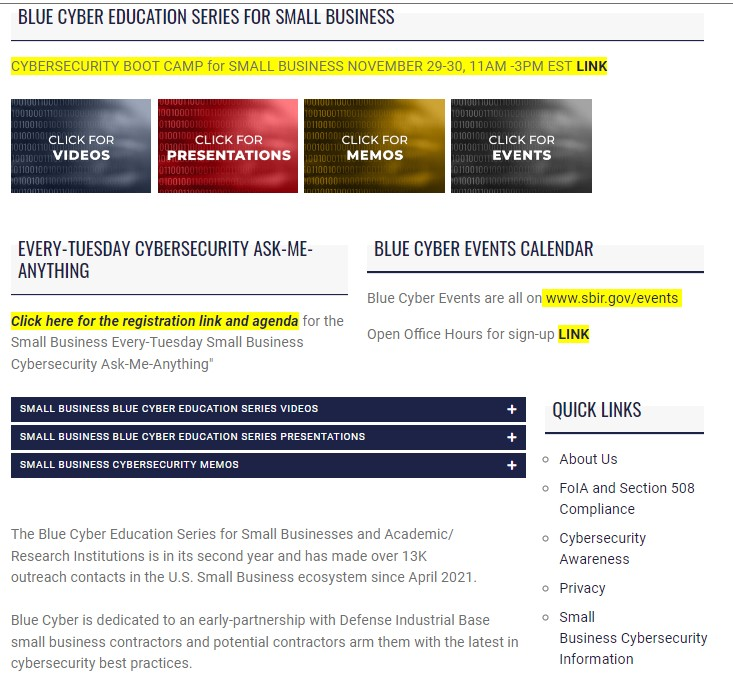 BLUE CYBER EDUCATION SERIES FOR SMALL BUSINESS
CYBERSECURITY BOOT CAMP for SMALL BUSINESS NOVEMBER 29-30, 11AM -3PM EST LINK
CLICK FOR
VIDEOS
CLICK FOR
PRESENTATIONS
CLICK FOR
MEMOS
CLICK FOR
EVENTS
EVERY-TUESDAY CYBERSECURITY ASK-ME-
ANYTHING
Click here for the registration link and agenda for the
Small Business Every-Tuesday Small Business
Cybersecurity Ask-Me-Anything"
BLUE CYBER EVENTS CALENDAR
Blue Cyber Events are all on www.sbir.gov/events
Open Office Hours for sign-up LINK
SMALL BUSINESS BLUE CYBER EDUCATION SERIES VIDEOS +
SMALL BUSINESS BLUE CYBER EDUCATION SERIES PRESENTATIONS +
SMALL BUSINESS CYBERSECURITY MEMOS +
The Blue Cyber Education Series for Small Businesses and Academic/
Research Institutions is in its second year and has made over 13K
outreach contacts in the U.S. Small Business ecosystem since April 2021.
Blue Cyber is dedicated to an early-partnership with Defense Industrial Base
small business contractors and potential contractors arm them with the latest in
cybersecurity best practices.
QUICK LINKS
About Us
FoIA and Section 508
Compliance
Cybersecurity
Awareness
Privacy
Small
Business Cybersecurity
Information